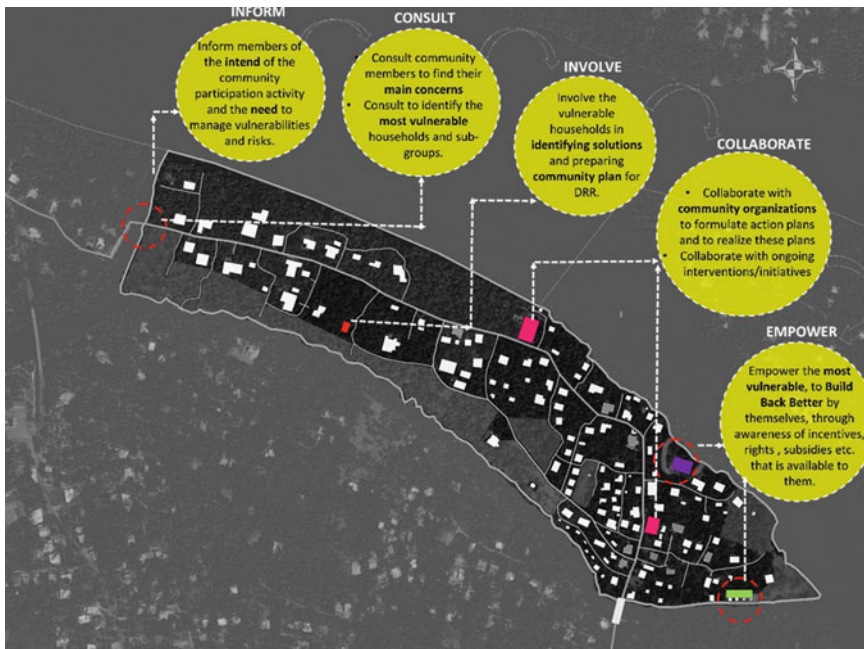 INFORM
Inform members of
the intend of the
community
participation activity
and the need to
manage vulnerabilities
and risks.
CONSULT
• Consult community
members to find their
main concerns
• Consult to identify the
most vulnerable
households and sub-
groups.
INVOLVE
Involve the
vulnerable
households in
identifying solutions
and preparing
community plan for
DRR.
N
W
E
S
COLLABORATE
• Collaborate with
community organizations
to formulate action plans
and to realize these plans
• Collaborate with ongoing
interventions/initiatives
EMPOWER
Empower the most
vulnerable, to Build
Back Better by
themselves, through
awareness of incentives,
rights , subsidies etc.
that is available to
them.